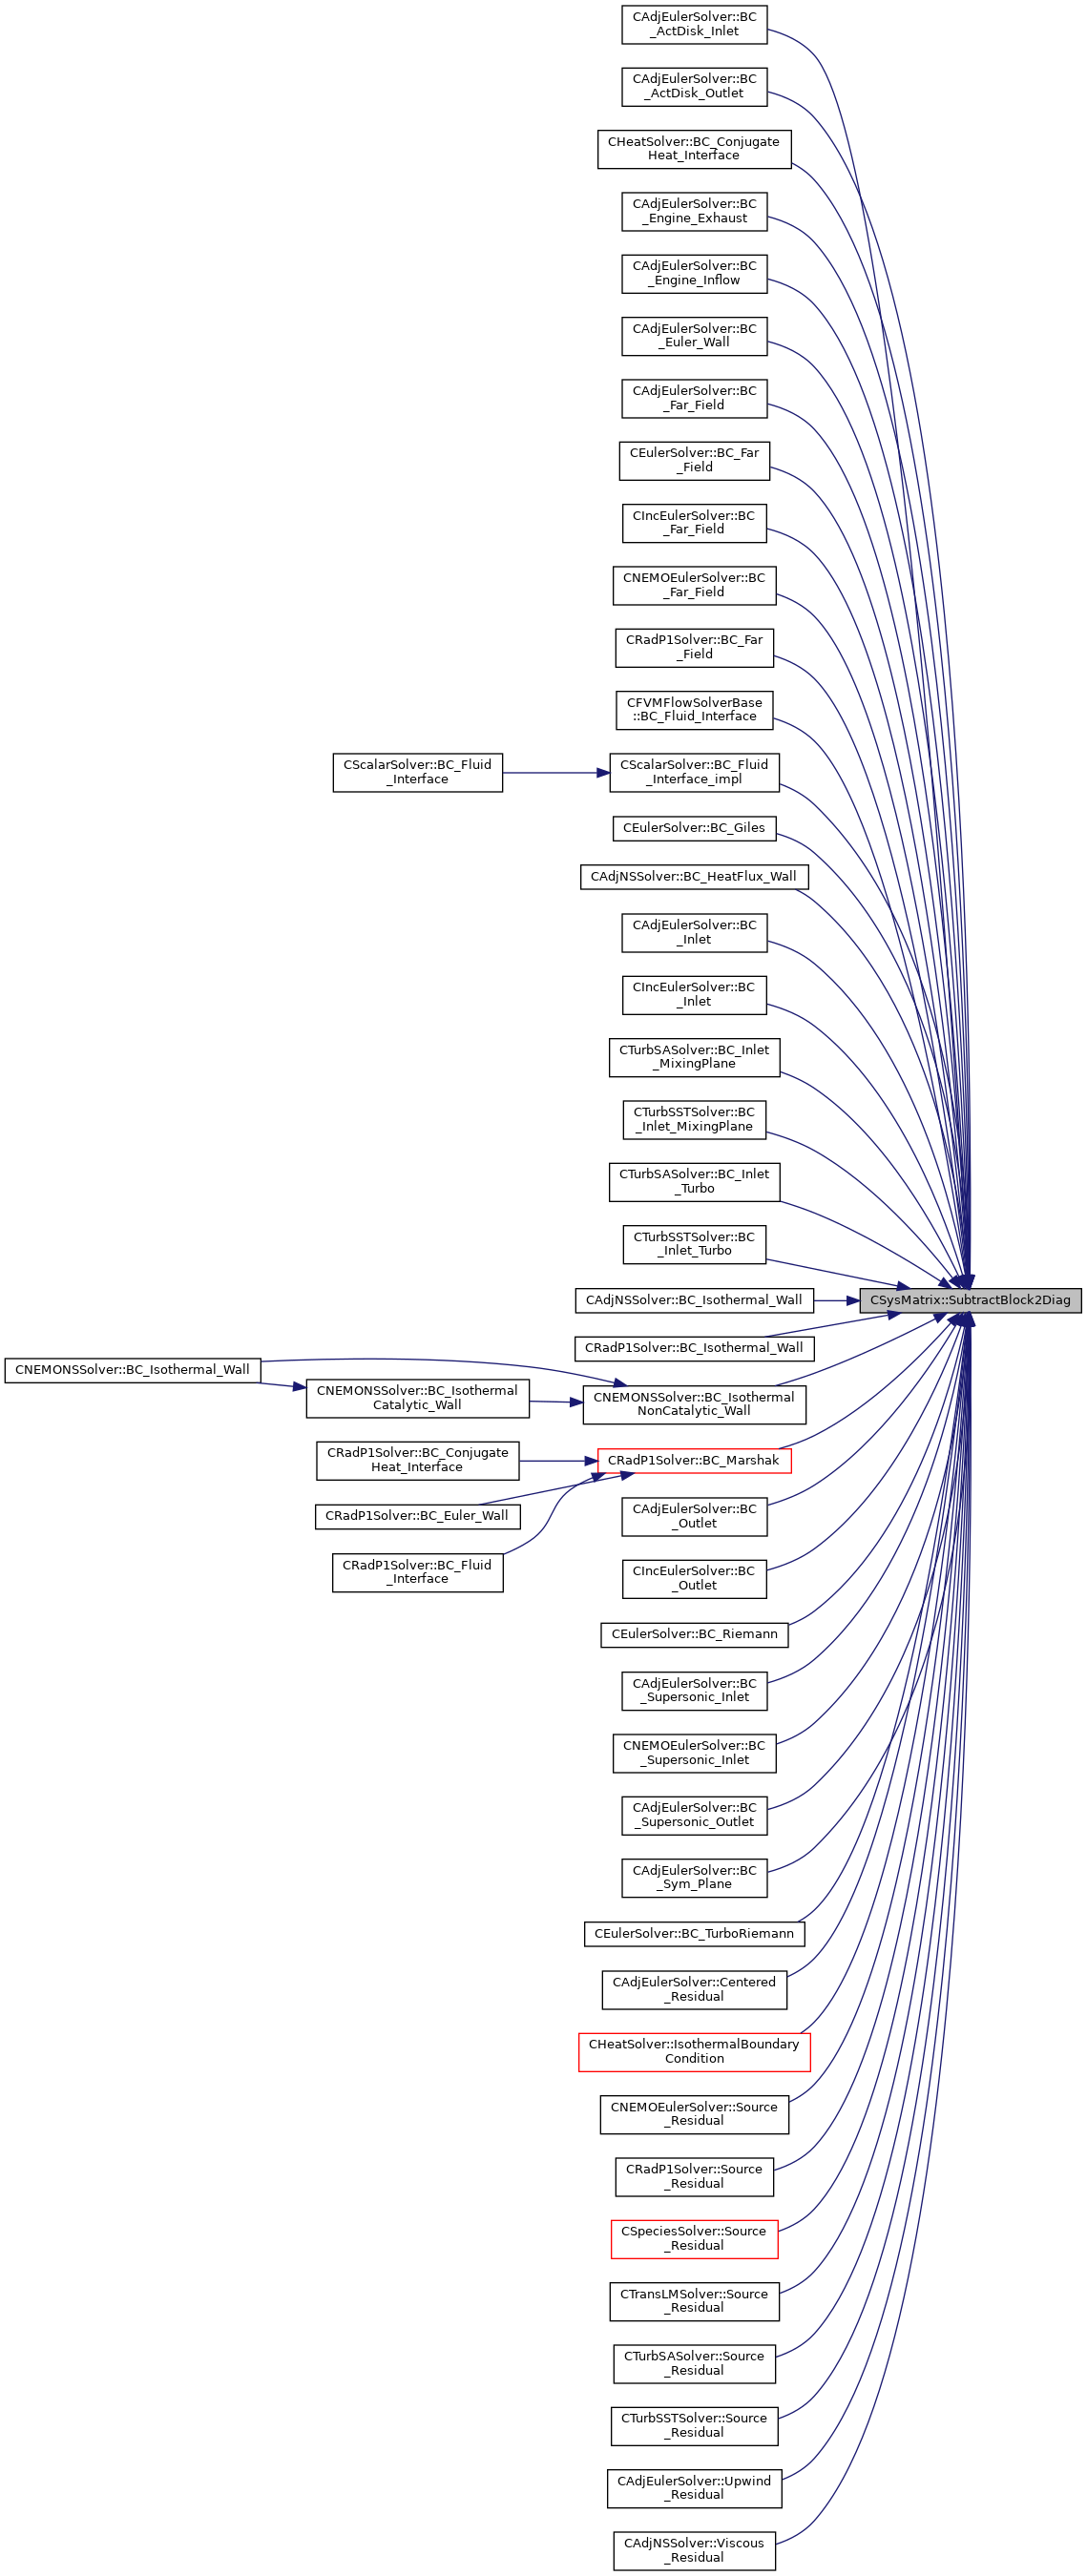 CAdjEulerSolver::BC
_ActDisk_Inlet
CAdjEulerSolver::BC
_ActDisk_Outlet
CHeatSolver::BC_Conjugate
Heat_Interface
CAdjEulerSolver::BC
_Engine_Exhaust
CAdjEulerSolver::BC
_Engine_Inflow
CAdjEulerSolver::BC
_Euler_Wall
CAdjEulerSolver::BC
_Far_Field
CEulerSolver::BC_Far
_Field
CIncEulerSolver::BC
_Far_Field
CNEMOEulerSolver::BC
_Far_Field
CRadP1Solver::BC_Far
_Field
CFVMFlowSolverBase
::BC_Fluid_Interface
CScalarSolver::BC_Fluid
_Interface
CScalarSolver::BC_Fluid
_Interface_impl
CEulerSolver::BC_Giles
CAdjNSSolver::BC_HeatFlux_Wall
CAdjEulerSolver::BC
_Inlet
CIncEulerSolver::BC
_Inlet
CTurbSASolver::BC_Inlet
_MixingPlane
CTurbSSTSolver::BC
_Inlet_MixingPlane
CTurbSASolver::BC_Inlet
_Turbo
CTurbSSTSolver::BC
_Inlet_Turbo
CAdjNSSolver::BC_Isothermal_Wall
CSysMatrix::SubtractBlock2Diag
CRadP1Solver::BC_Isothermal_Wall
CNEMONSSolver::BC_Isothermal_Wall
CNEMONSSolver::BC_Isothermal
Catalytic_Wall
CNEMONSSolver::BC_Isothermal
NonCatalytic_Wall
CRadP1Solver::BC_Conjugate
Heat_Interface
CRadP1Solver::BC_Marshak
CRadP1Solver::BC_Euler_Wall
CAdjEulerSolver::BC
_Outlet
CRadP1Solver::BC_Fluid
_Interface
CIncEulerSolver::BC
_Outlet
CEulerSolver::BC_Riemann
CAdjEulerSolver::BC
_Supersonic_Inlet
CNEMOEulerSolver::BC
_Supersonic_Inlet
CAdjEulerSolver::BC
_Supersonic_Outlet
CAdjEulerSolver::BC
_Sym_Plane
CEulerSolver::BC_TurboRiemann
CAdjEulerSolver::Centered
_Residual
CHeatSolver::IsothermalBoundary
Condition
CNEMOEulerSolver::Source
_Residual
CRadP1Solver::Source
_Residual
CSpeciesSolver::Source
_Residual
CTransLMSolver::Source
_Residual
CTurbSASolver::Source
_Residual
CTurbSSTSolver::Source
_Residual
CAdjEulerSolver::Upwind
_Residual
CAdjNSSolver::Viscous
_Residual